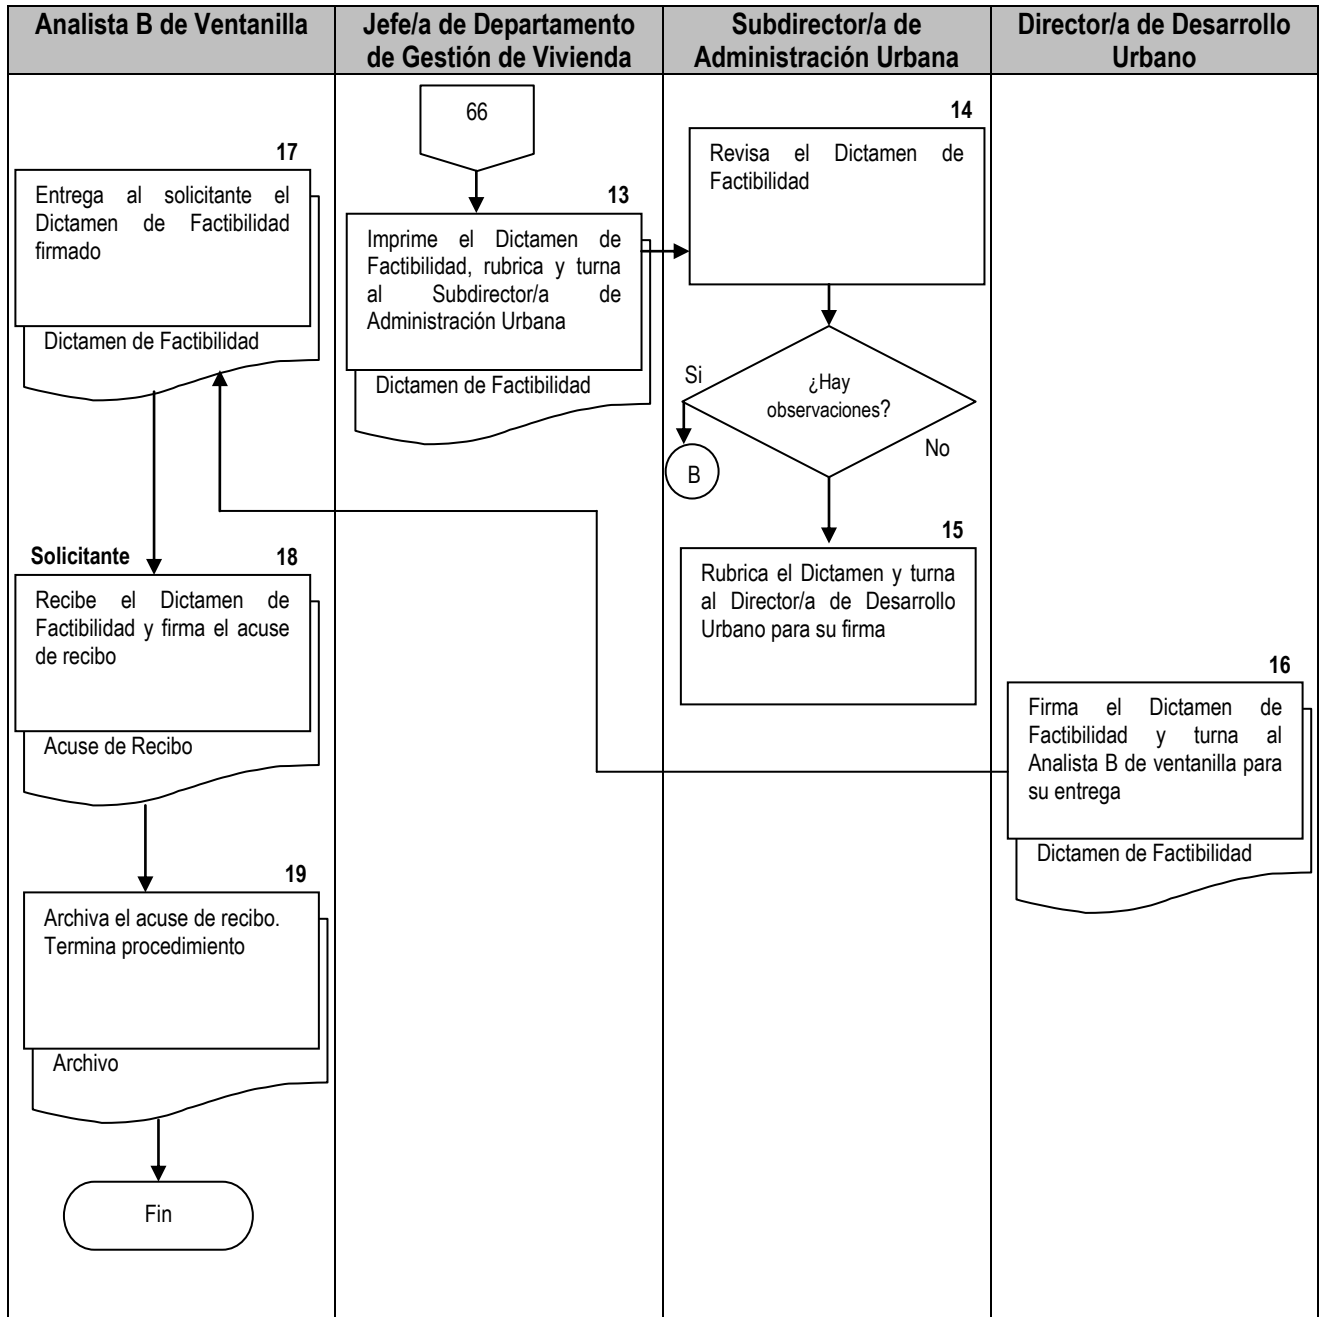 Analista B de Ventanilla
Jefe/a de Departamento
de Gestión de Vivienda
Subdirector/a de
Administración Urbana
Director/a de Desarrollo
Urbano
66
13
Imprime el Dictamen de
Factibilidad, rubrica y turna
al Subdirector/a de
Administración Urbana
Dictamen de Factibilidad
14
Revisa el Dictamen de
Factibilidad
¿Hay
observaciones?
Si
B
No
15
Rubrica el Dictamen y turna
al Director/a de Desarrollo
Urbano para su firma
16
Firma el Dictamen de
Factibilidad y turna al
Analista B de ventanilla para
su entrega
Dictamen de Factibilidad
17
Entrega al solicitante el
Dictamen de Factibilidad
firmado
Dictamen de Factibilidad
Solicitante
18
Recibe el Dictamen de
Factibilidad y firma el acuse
de recibo
Acuse de Recibo
19
Archiva el acuse de recibo.
Termina procedimiento
Archivo
Fin